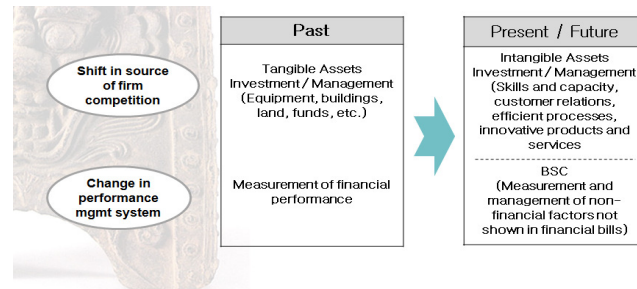 Past
Present / Future
Shift in source
of firm
competition
Tangible Assets
Investment / Management
(Equipment, buildings,
land, funds, etc.)
Intangible Assets
Investment / Management
(Skills and capacity,
customer relations,
efficient processes,
innovative products and
services
Change in
performance
mgmt system
Measurement of financial
performance
BSC
(Measurement and
management of non-
financial factors not
shown in financial bills)